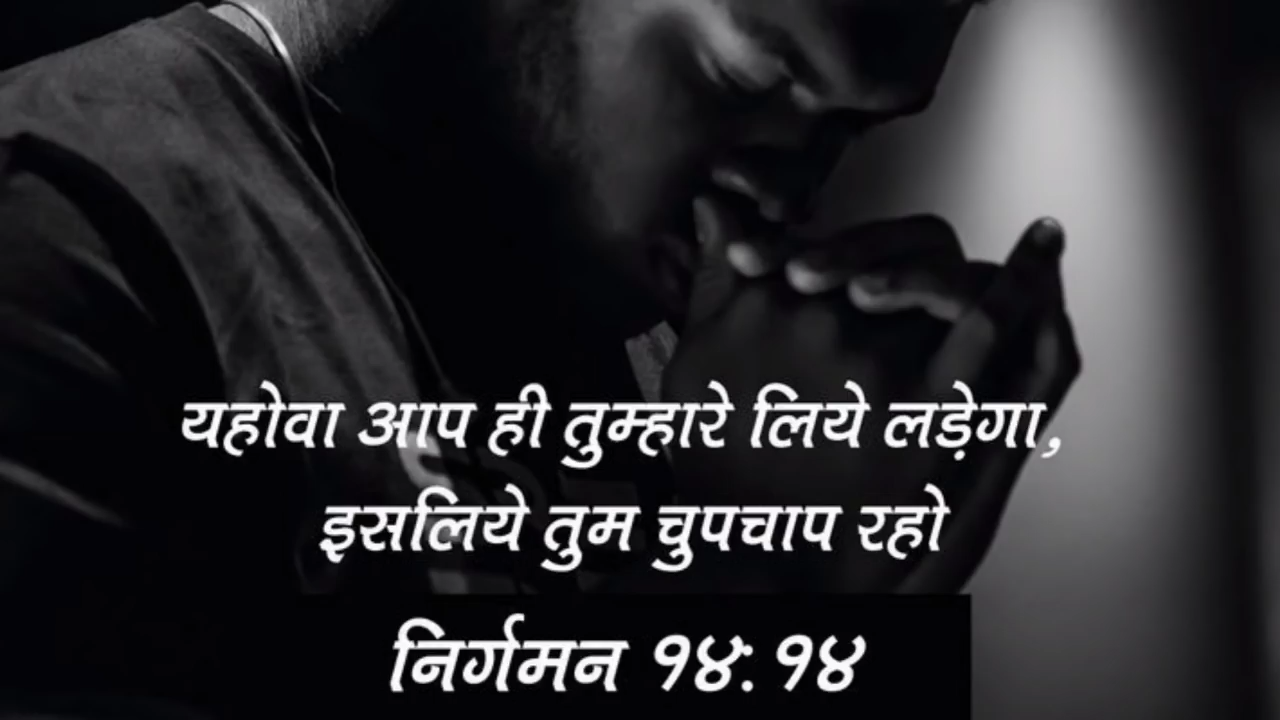 यहोवा आप ही तुम्हारे लिये लड़ेगा,
इसलिये तुम चुपचाप रहो
निर्गमन १४: १४